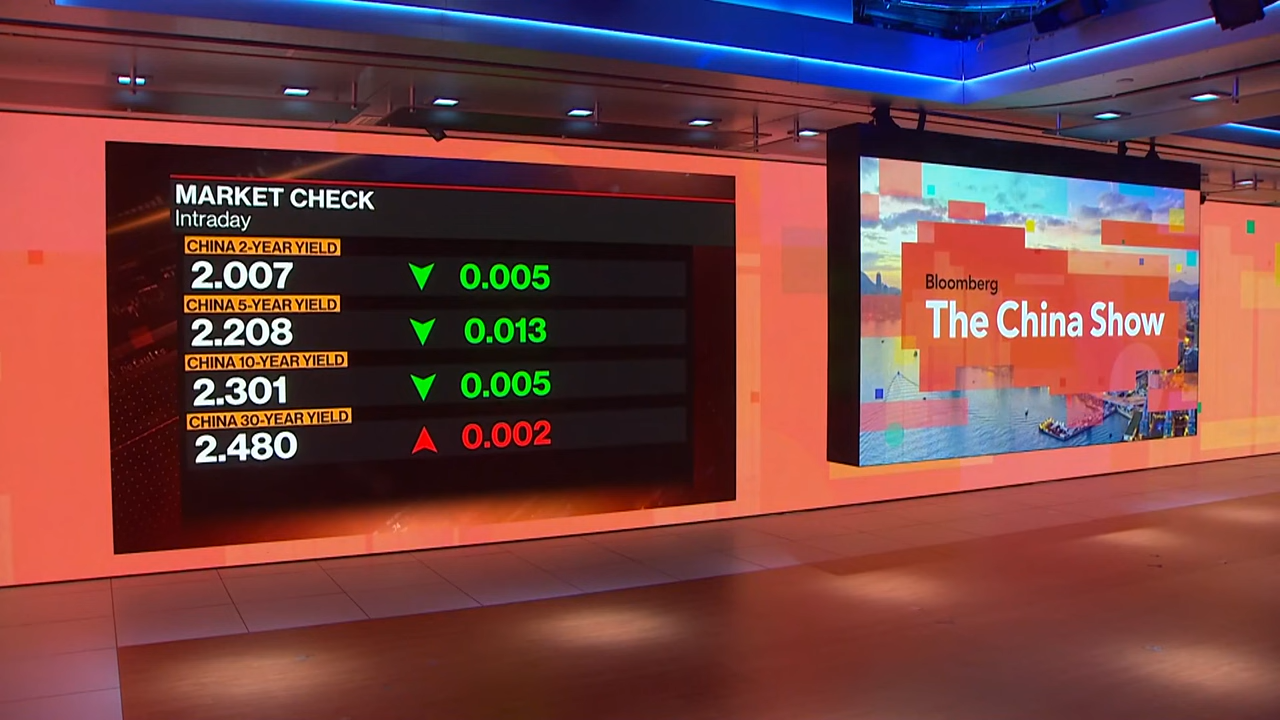 MARKET CHECK
Intraday
CHINA 2-YEAR YIELD
2.007 0.005
CHINA 5-YEAR YIELD
2.208 0.013
CHINA 10-YEAR YIELD
2.301 0.005
CHINA 30-YEAR YIELD
2.480 0.002
Bloomberg
The China Show